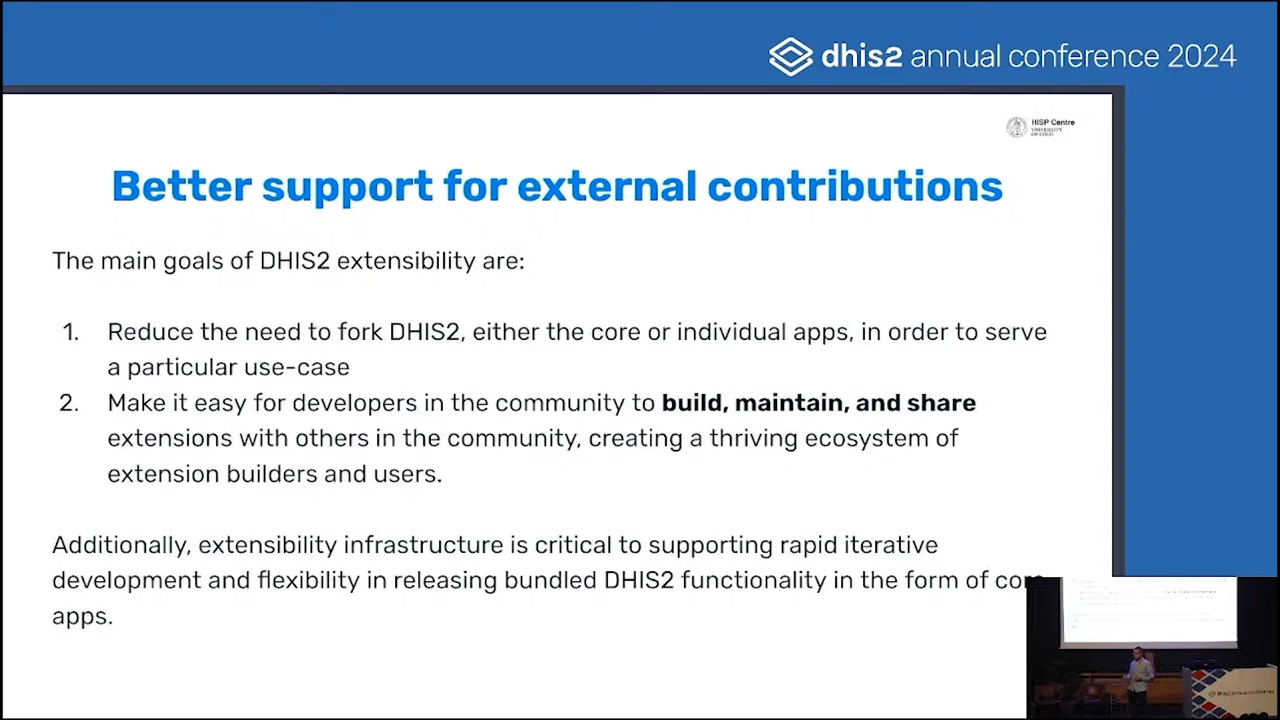 dhis2 annual conference 2024
HISP Centre
UNIVERSITY
OF OSLO
Better support for external contributions
The main goals of DHIS2 extensibility are:
1. Reduce the need to fork DHIS2, either the core or individual apps, in order to serve
a particular use-case
2. Make it easy for developers in the community to build, maintain, and share
extensions with others in the community, creating a thriving ecosystem of
extension builders and users.
Additionally, extensibility infrastructure is critical to supporting rapid iterative
development and flexibility in releasing bundled DHIS2 functionality in the form of core
apps.